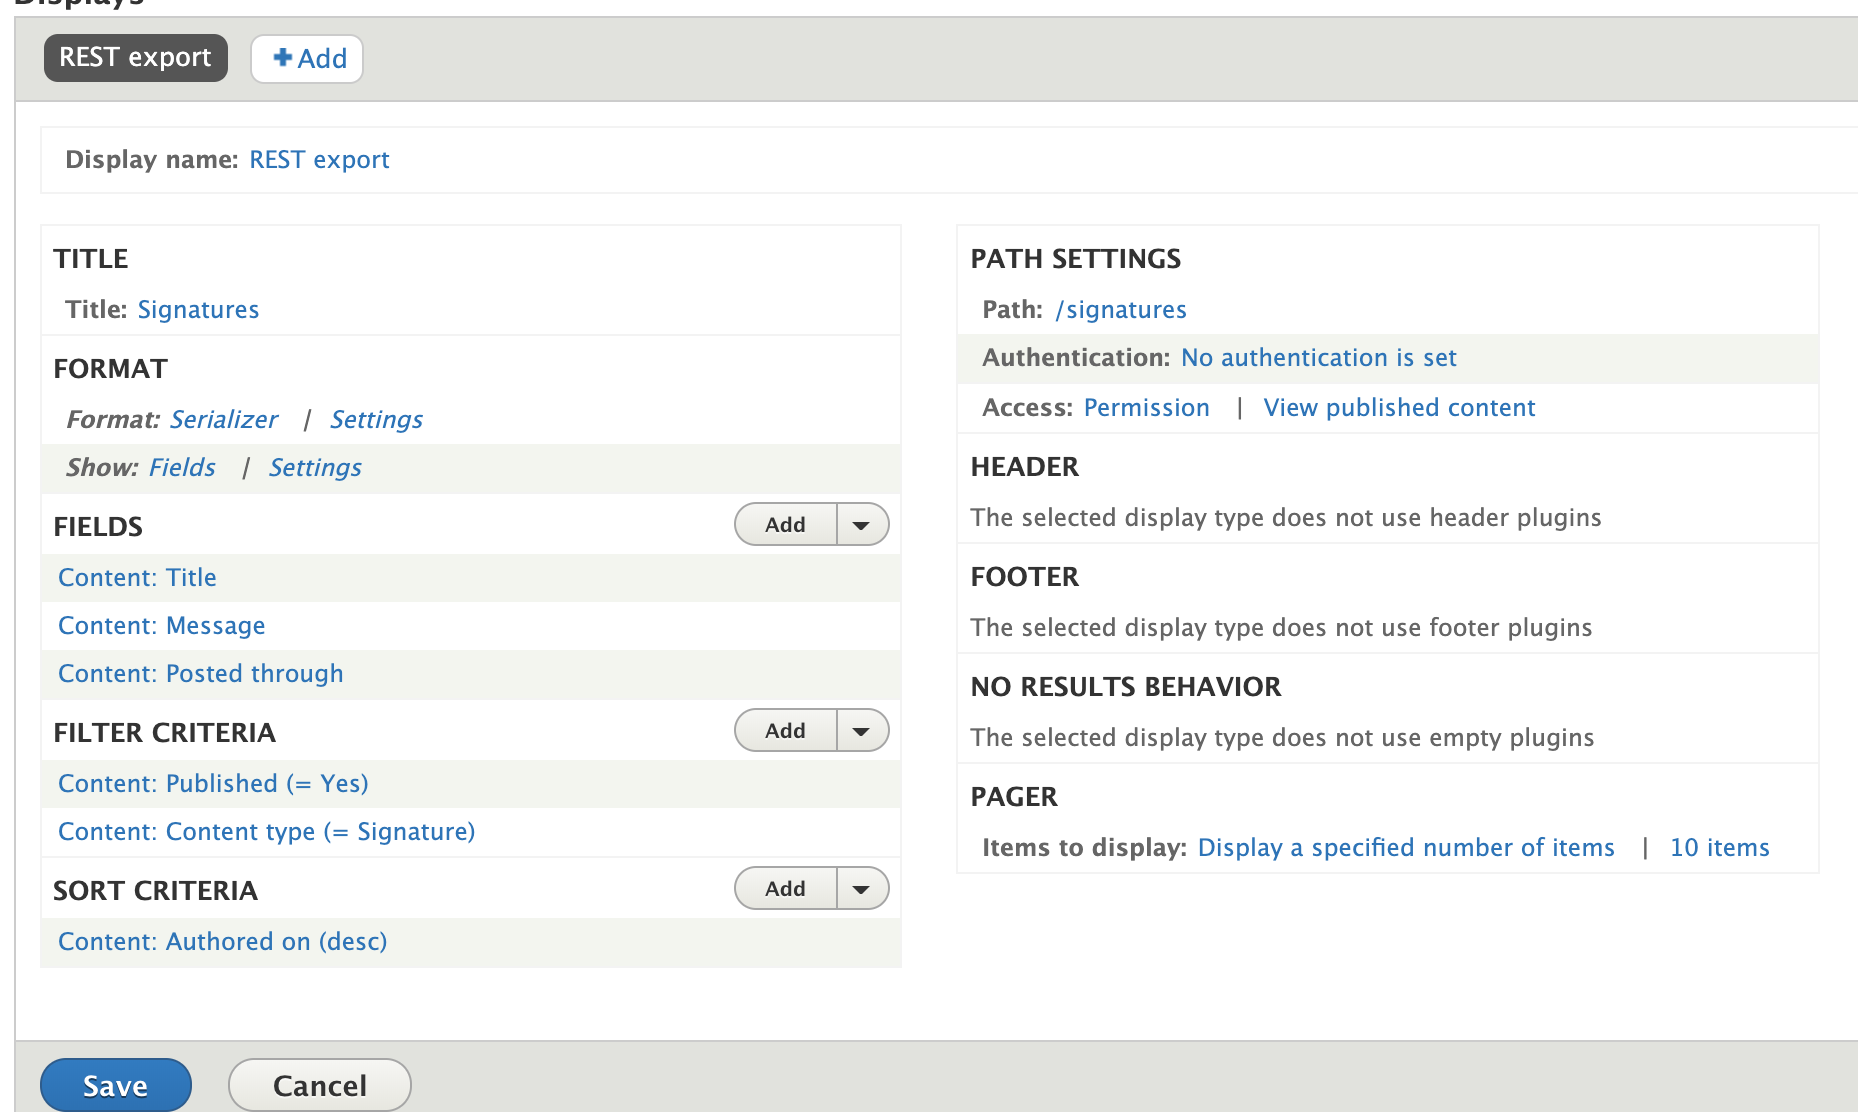 Displays
REST export
Add
Display name: REST export
TITLE
Title: Signatures
FORMAT
Format: Serializer | Settings
Show: Fields | Settings
FIELDS
Add
Content: Title
Content: Message
Content: Posted through
FILTER CRITERIA
Add
Content: Published (= Yes)
Content: Content type (= Signature)
SORT CRITERIA
Add
Content: Authored on (desc)
PATH SETTINGS
Path: /signatures
Authentication: No authentication is set
Access: Permission | View published content
HEADER
The selected display type does not use header plugins
FOOTER
The selected display type does not use footer plugins
NO RESULTS BEHAVIOR
The selected display type does not use empty plugins
PAGER
Items to display: Display a specified number of items | 10 items
Save
Cancel